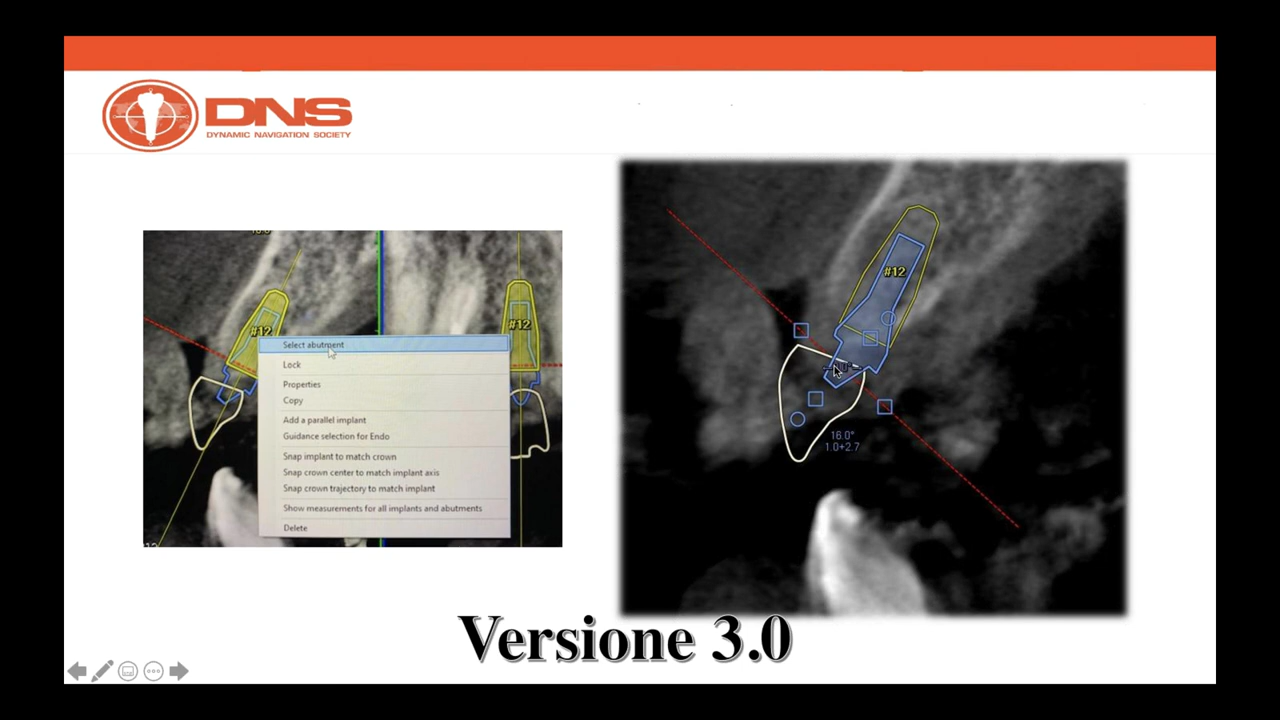 DNS
DYNAMIC NAVIGATION SOCIETY
#12
#12
Select abutment
Lock
Properties
Copy
Add a parallel implant
Guidance selection for Endo
Snap implant to match crown
Snap crown center to match implant axis
Snap crown trajectory to match implant
Show measurements for all implants and abutments
Delete
#12
16.0°
1.0+2.7
Versione 3.0